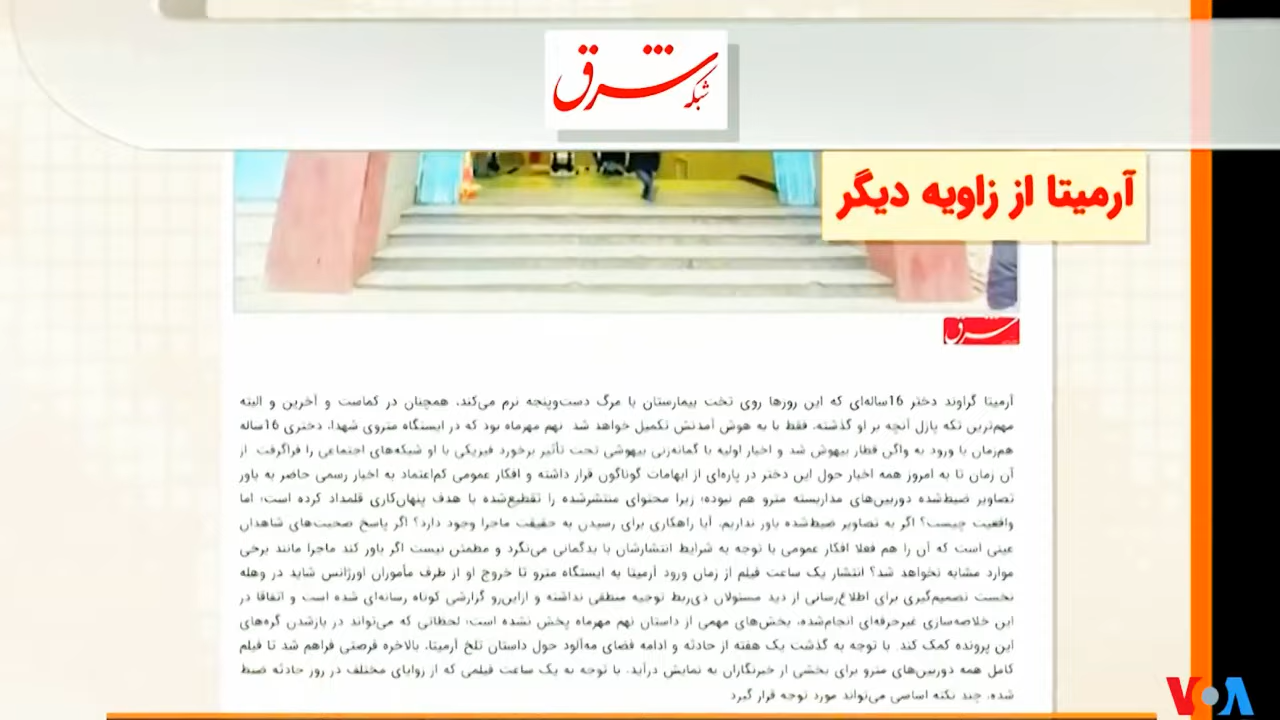 شبکه شرق
آرمیتا از زاویه دیگر
شرق
آرمیتا گراوند دختر 16ساله‌ای که این روزها روی تخت بیمارستان با مرگ دست‌وپنجه نرم می‌کند، همچنان در کماست و آخرین و البته
مهم‌ترین تکه پازل آنچه بر او گذشته، فقط با به هوش آمدنش تکمیل خواهد شد. نهم مهرماه بود که در ایستگاه متروی شهدا، دختری 16ساله
هم‌زمان با ورود به واگن قطار بیهوش شد و اخبار اولیه با گمانه‌زنی بیهوشی تحت تأثیر برخورد فیزیکی با او شبکه‌های اجتماعی را فراگرفت. از
آن زمان تا به امروز همه اخبار حول این دختر در پاره‌ای از ابهامات گوناگون قرار داشته و افکار عمومی کم‌اعتماد به اخبار رسمی حاضر به باور
تصاویر ضبط‌شده دوربین‌های مداربسته مترو هم نبوده؛ زیرا محتوای منتشرشده را تقطیع‌شده با هدف پنهان‌کاری قلمداد کرده است؛ اما
واقعیت چیست؟ اگر به تصاویر ضبط‌شده باور نداریم، آیا راهکاری برای رسیدن به حقیقت ماجرا وجود دارد؟ اگر پاسخ صحبت‌های شاهدان
عینی است که آن را هم فعلا افکار عمومی با توجه به شرایط انتشارشان با بدگمانی می‌نگرد و مطمئن نیست اگر باور کند ماجرا مانند برخی
موارد مشابه نخواهد شد؟ انتشار یک ساعت فیلم از زمان ورود آرمیتا به ایستگاه مترو تا خروج او از طرف مأموران اورژانس شاید در وهله
نخست تصمیم‌گیری برای اطلاع‌رسانی از دید مسئولان ذی‌ربط توجیه منطقی نداشته و ازاین‌رو گزارشی کوتاه رسانه‌ای شده است و اتفاقا در
این خلاصه‌سازی غیرحرفه‌ای انجام‌شده، بخش‌های مهمی از داستان نهم مهرماه پخش نشده است؛ لحظاتی که می‌تواند در بازشدن گره‌های
این پرونده کمک کند. با توجه به گذشت یک هفته از حادثه و ادامه فضای مه‌آلود حول داستان تلخ آرمیتا، بالاخره فرصتی فراهم شد تا فیلم
کامل همه دوربین‌های مترو برای بخشی از خبرنگاران به نمایش درآید. با توجه به یک ساعت فیلمی که از زوایای مختلف در روز حادثه ضبط
شده، چند نکته اساسی می‌تواند مورد توجه قرار گیرد
VOA